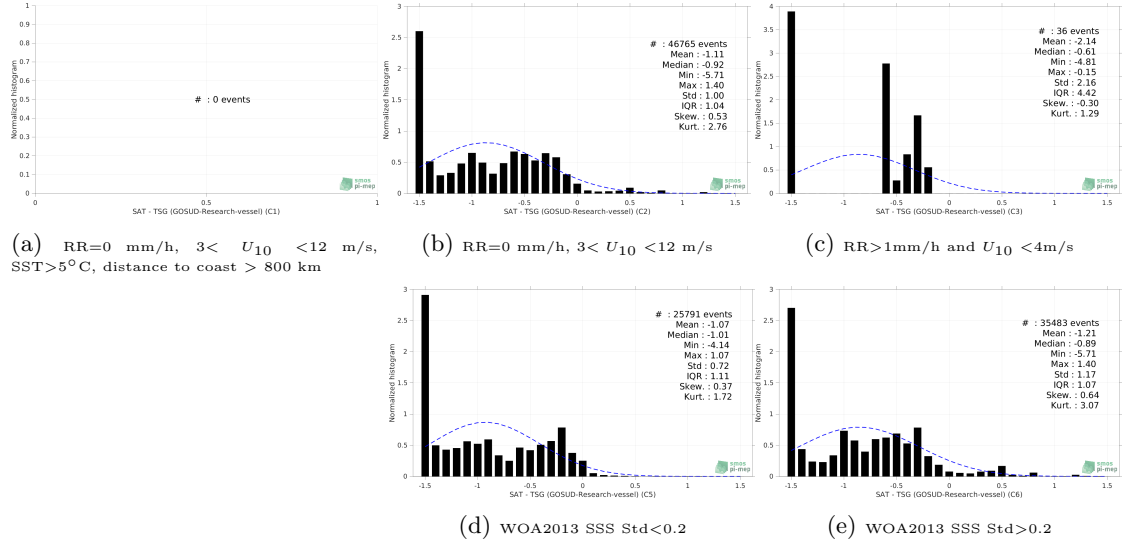 1
0.9
0.8
0.7
0.6
0.5
0.4
0.3
0.2
0.1
0
Normalized histogram
# : 0 events
0 0.5 1
SAT - TSG (GOSUD-Research-vessel) (C1)
smos
pi-mep
(a) RR=0 mm/h, 3< U10 <12 m/s,
SST>5°C, distance to coast > 800 km
3
2.5
2
1.5
1
0.5
0
Normalized histogram
# : 46765 events
Mean : -1.11
Median : -0.92
Min : -5.71
Max : 1.40
Std : 1.00
IQR : 1.04
Skew. : 0.53
Kurt. : 2.76
-1.5 -1 -0.5 0 0.5 1 1.5
SAT - TSG (GOSUD-Research-vessel) (C2)
smos
pi-mep
(b) RR=0 mm/h, 3< U10 <12 m/s
4
3.5
3
2.5
2
1.5
1
0.5
0
Normalized histogram
# : 36 events
Mean : -2.14
Median : -0.61
Min : -4.81
Max : -0.15
Std : 2.16
IQR : 4.42
Skew. : -0.30
Kurt. : 1.29
-1.5 -1 -0.5 0 0.5 1 1.5
SAT - TSG (GOSUD-Research-vessel) (C3)
smos
pi-mep
(c) RR>1mm/h and U10 <4m/s
3
2.5
2
1.5
1
0.5
0
Normalized histogram
# : 25791 events
Mean : -1.07
Median : -1.01
Min : -4.14
Max : 1.07
Std : 0.72
IQR : 1.11
Skew. : 0.37
Kurt. : 1.72
-1.5 -1 -0.5 0 0.5 1 1.5
SAT - TSG (GOSUD-Research-vessel) (C5)
smos
pi-mep
(d) WOA2013 SSS Std<0.2
3
2.5
2
1.5
1
0.5
0
Normalized histogram
# : 35483 events
Mean : -1.21
Median : -0.89
Min : -5.71
Max : 1.40
Std : 1.17
IQR : 1.07
Skew. : 0.64
Kurt. : 3.07
-1.5 -1 -0.5 0 0.5 1 1.5
SAT - TSG (GOSUD-Research-vessel) (C6)
smos
pi-mep
(e) WOA2013 SSS Std>0.2